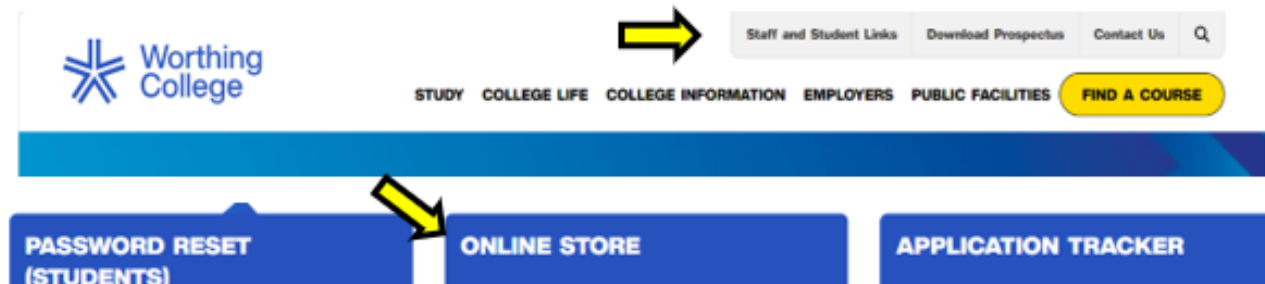 Worthing
College
Staff and Student Links Download Prospectus Contact Us
STUDY COLLEGE LIFE COLLEGE INFORMATION EMPLOYERS PUBLIC FACILITIES FIND A COURSE
PASSWORD RESET
(STUDENTS)
ONLINE STORE
APPLICATION TRACKER